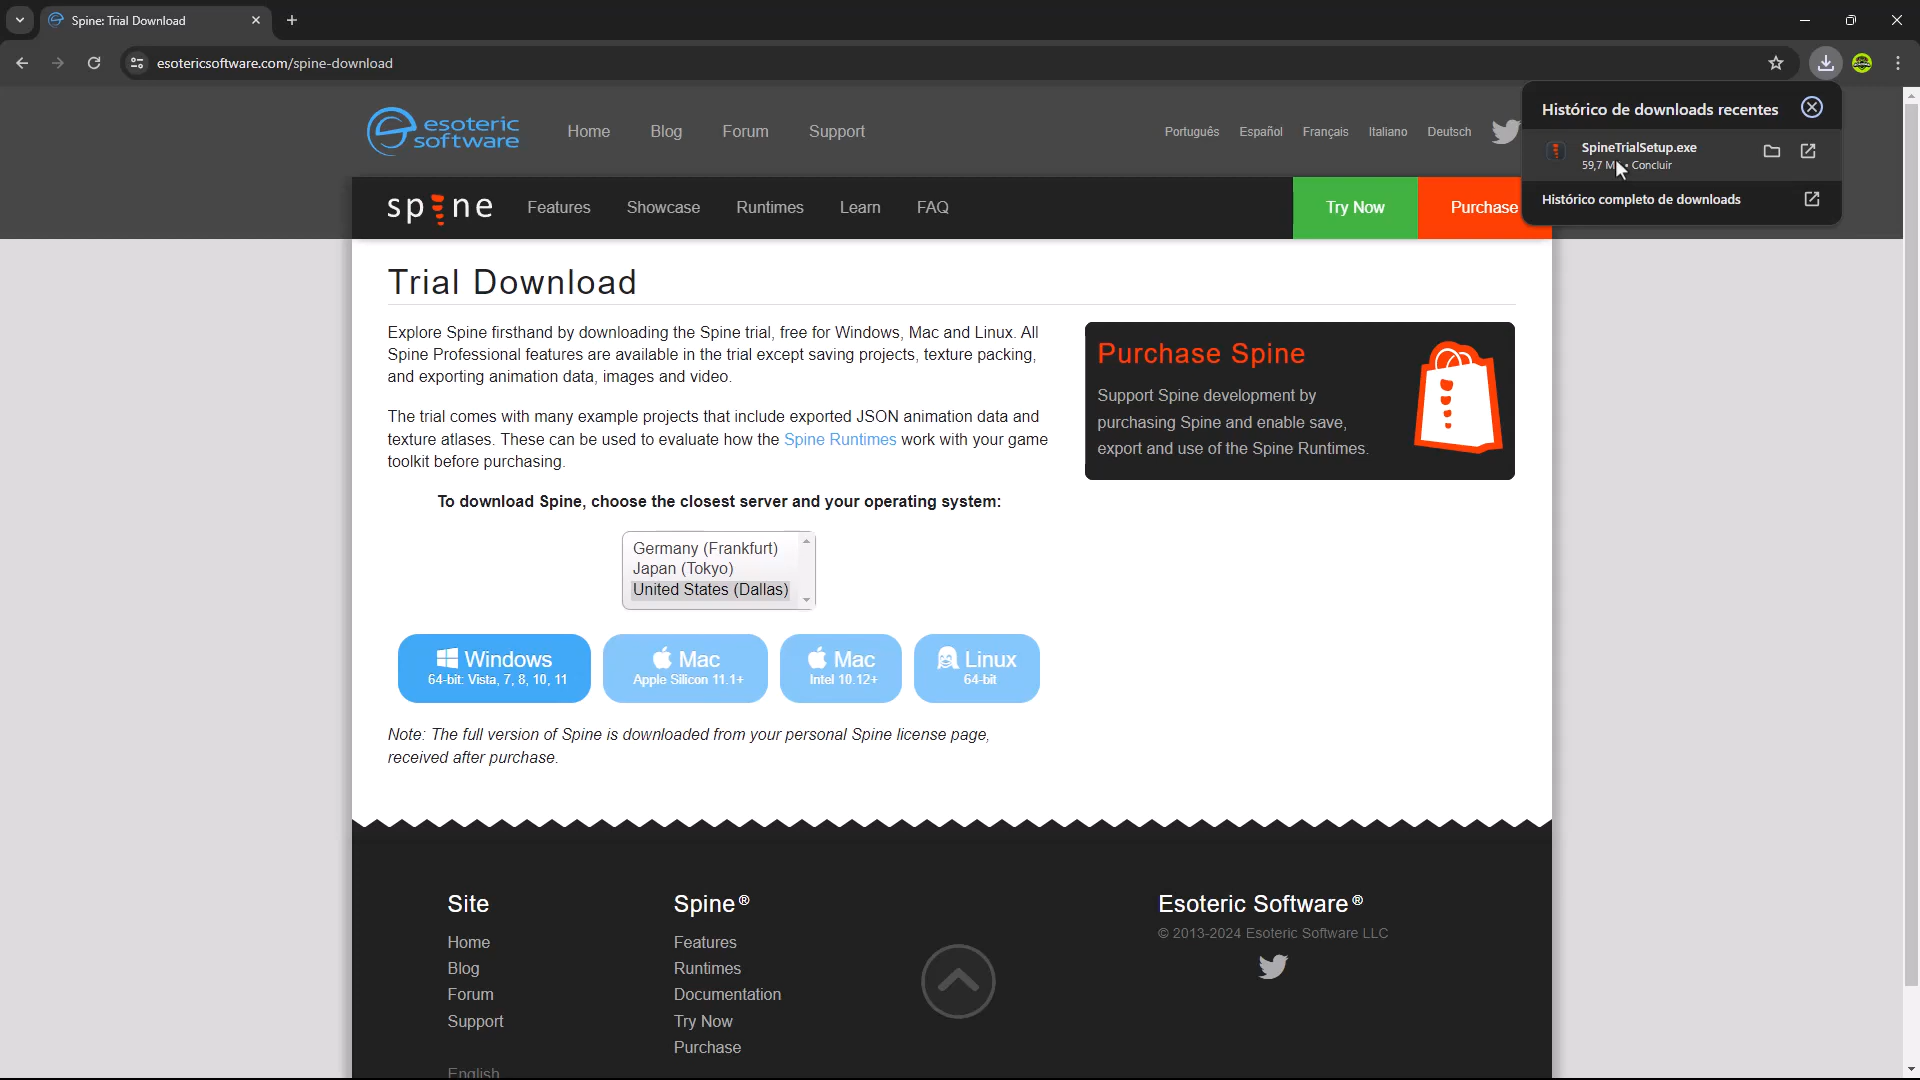 Spine: Trial Download
esotericsoftware.com/spine-download
Histórico de downloads recentes
SpineTrialSetup.exe
59,7 M • Concluir
Histórico completo de downloads
esoteric
software
Home
Blog
Forum
Support
Português
Español
Français
Italiano
Deutsch
spine
Features
Showcase
Runtimes
Learn
FAQ
Try Now
Purchase
Trial Download
Explore Spine firsthand by downloading the Spine trial, free for Windows, Mac and Linux. All
Spine Professional features are available in the trial except saving projects, texture packing,
and exporting animation data, images and video.
The trial comes with many example projects that include exported JSON animation data and
texture atlases. These can be used to evaluate how the Spine Runtimes work with your game
toolkit before purchasing.
Purchase Spine
Support Spine development by
purchasing Spine and enable save,
export and use of the Spine Runtimes.
To download Spine, choose the closest server and your operating system:
Germany (Frankfurt)
Japan (Tokyo)
United States (Dallas)
Windows
64-bit: Vista, 7, 8, 10, 11
Mac
Apple Silicon 11.1+
Mac
Intel 10.12+
Linux
64-bit
Note: The full version of Spine is downloaded from your personal Spine license page,
received after purchase.
Site
Home
Blog
Forum
Support
English
Spine®
Features
Runtimes
Documentation
Try Now
Purchase
Esoteric Software®
© 2013-2024 Esoteric Software LLC